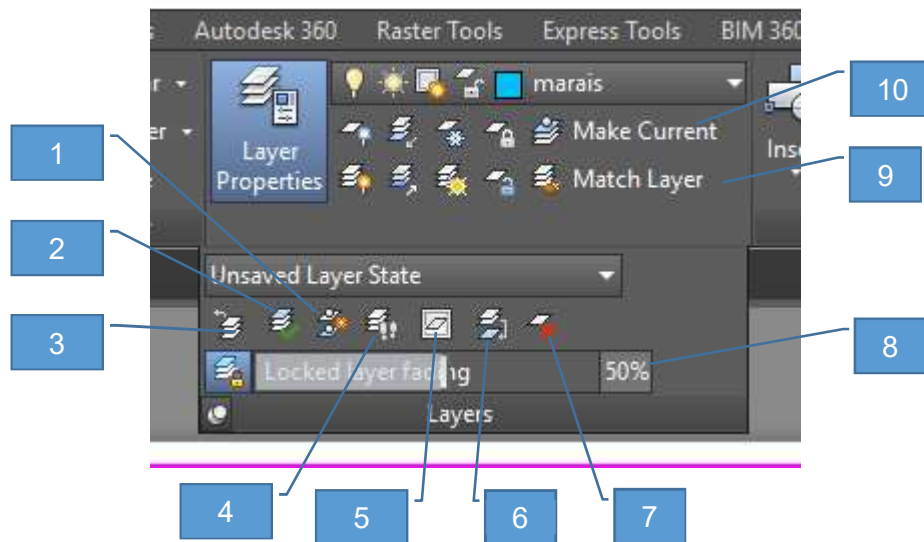 Autodesk 360 Raster Tools Express Tools BIM 360
marais
10
Make Current
1
Layer
Properties
Match Layer
9
2
Unsaved Layer State
3
8
Locked layer fading
50%
Layers
4
5
6
7